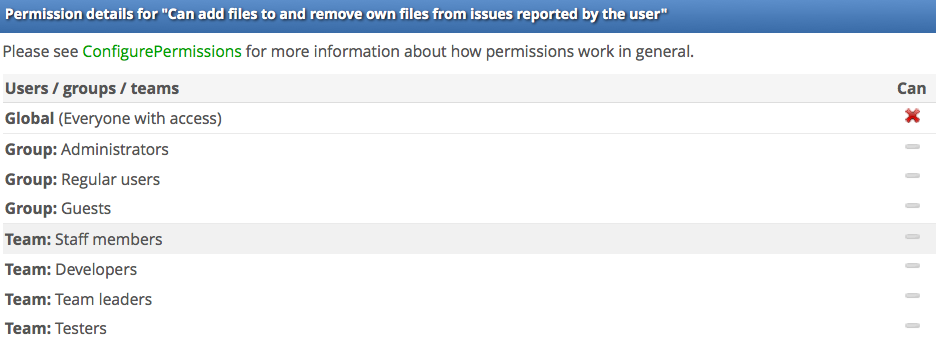 Permission details for "Can add files to and remove own files from issues reported by the user"
Please see ConfigurePermissions for more information about how permissions work in general.
Users / groups / teams Can
Global (Everyone with access)
Group: Administrators
Group: Regular users
Group: Guests
Team: Staff members
Team: Developers
Team: Team leaders
Team: Testers